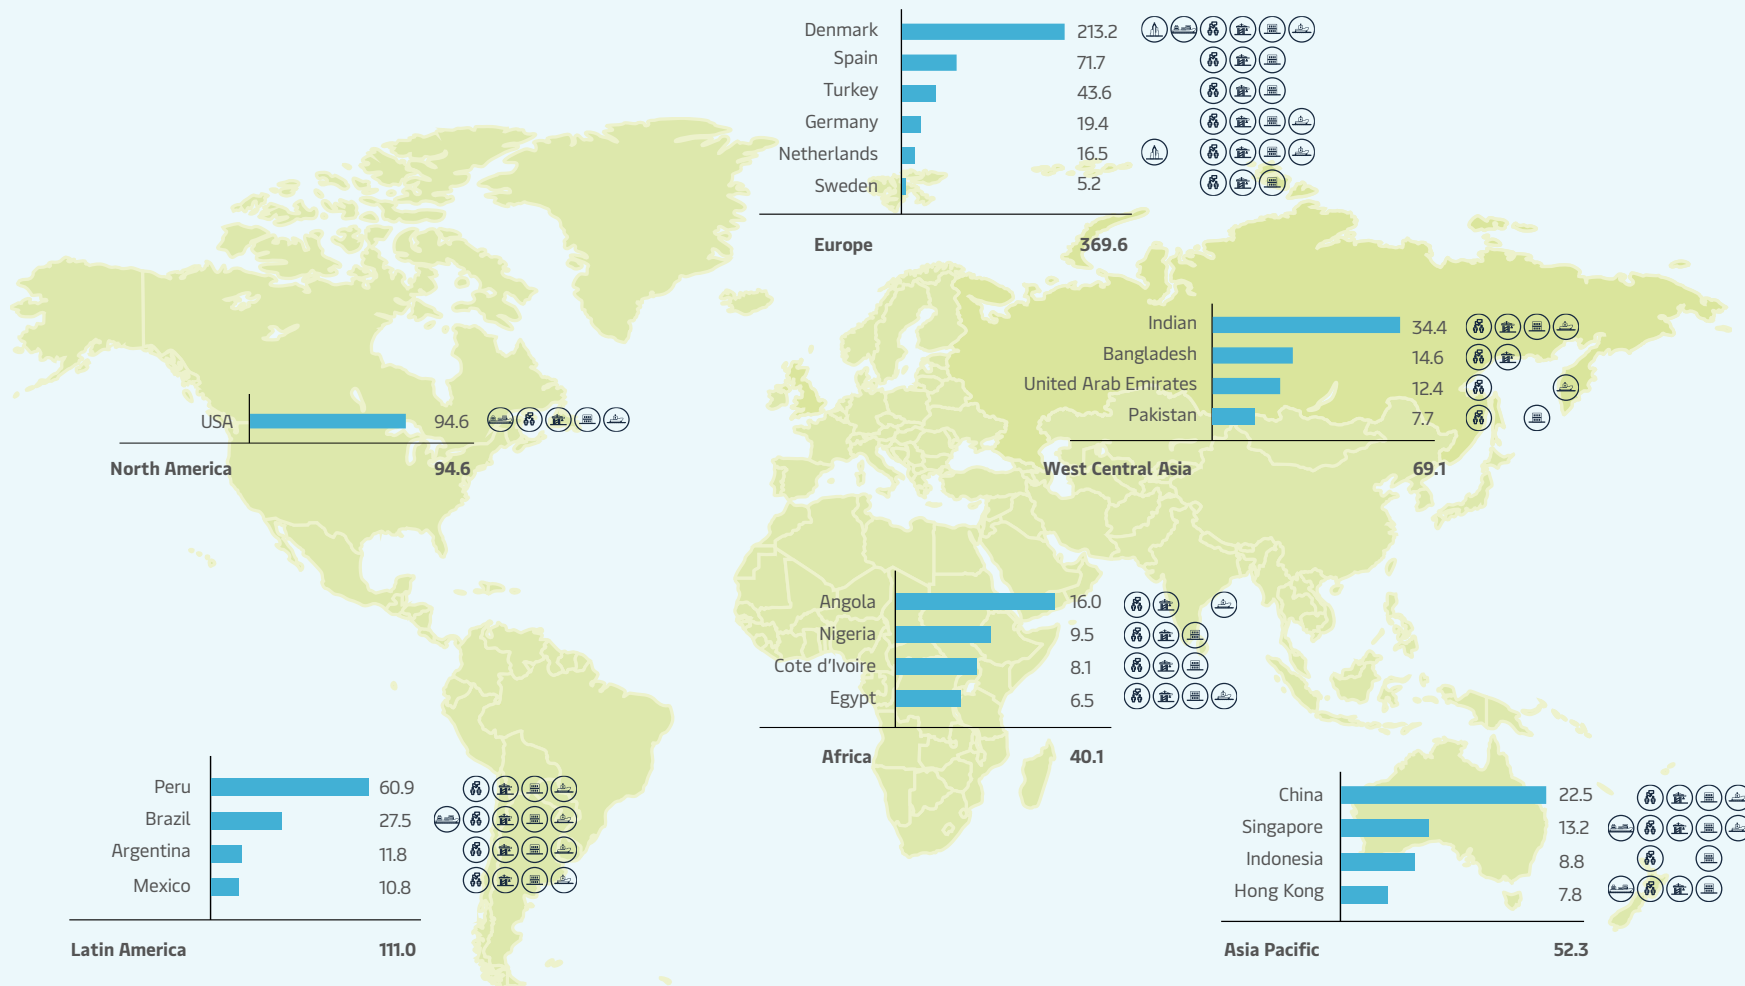 Denmark 213.2
Spain 71.7
Turkey 43.6
Germany 19.4
Netherlands 16.5
Sweden 5.2
Europe 369.6
Indian 34.4
Bangladesh 14.6
United Arab Emirates 12.4
Pakistan 7.7
West Central Asia 69.1
USA 94.6
North America 94.6
Angola 16.0
Nigeria 9.5
Cote d'Ivoire 8.1
Egypt 6.5
Africa 40.1
Peru 60.9
Brazil 27.5
Argentina 11.8
Mexico 10.8
Latin America 111.0
China 22.5
Singapore 13.2
Indonesia 8.8
Hong Kong 7.8
Asia Pacific 52.3